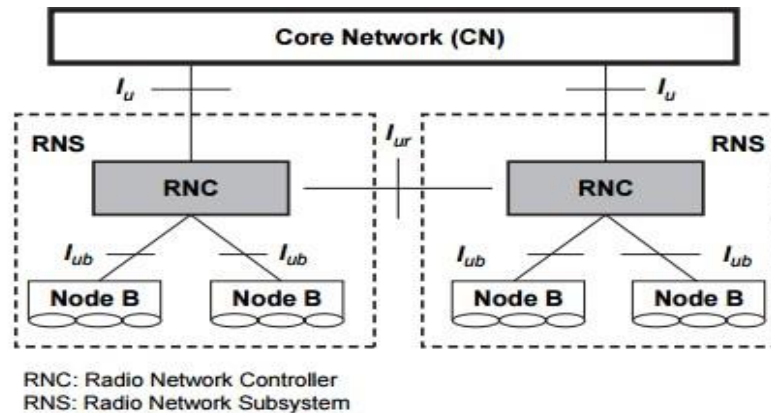 Core Network (CN)
Iu
Iu
RNS
Iur
RNS
RNC
RNC
Iub
Iub
Iub
Iub
Node B
Node B
Node B
Node B
RNC: Radio Network Controller
RNS: Radio Network Subsystem